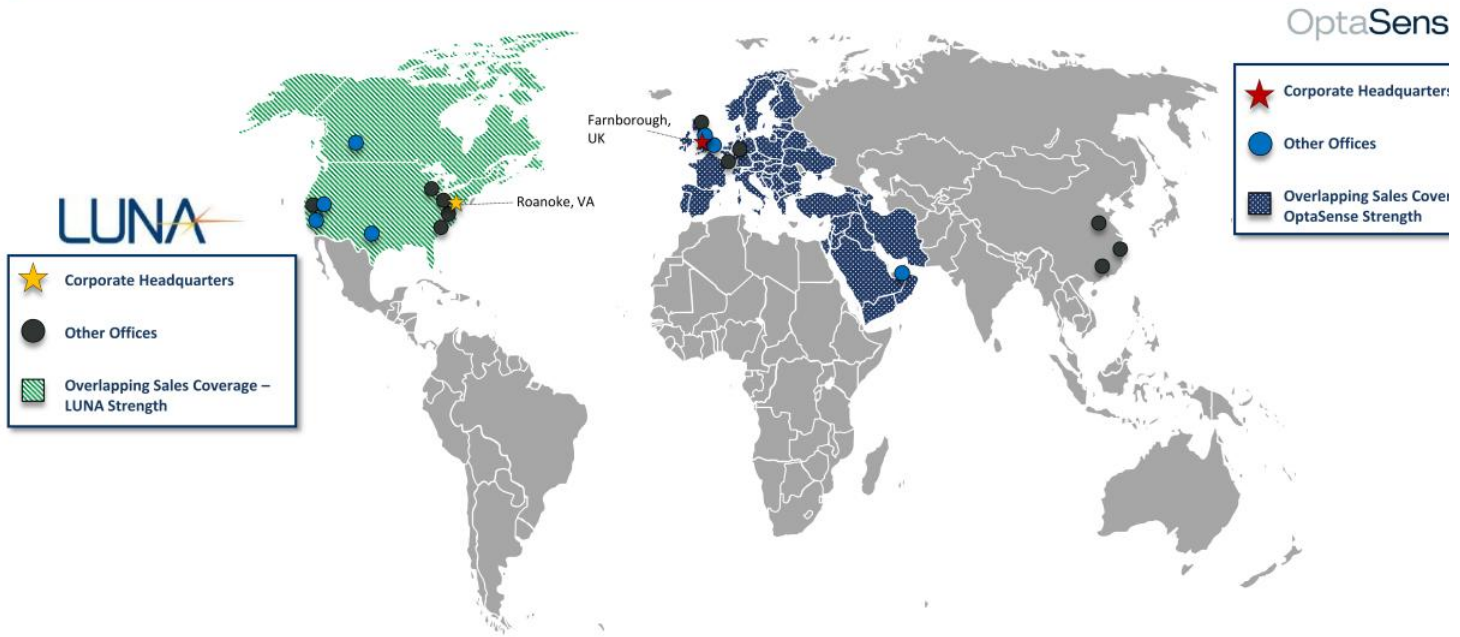 OptaSens
Farnborough,
UK
Roanoke, VA
LUNA
Corporate Headquarters
Other Offices
Overlapping Sales Coverage –
LUNA Strength
Corporate Headquarters
Other Offices
Overlapping Sales Cover
OptaSense Strength